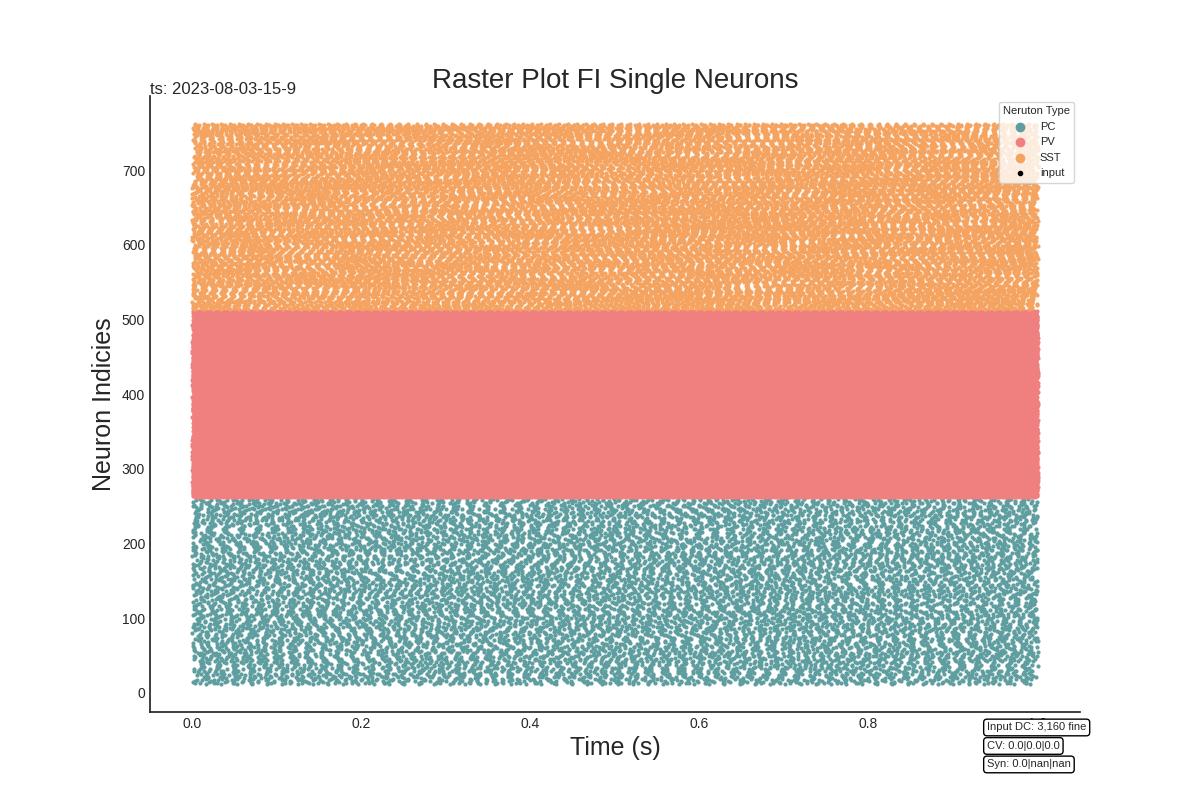 Raster Plot FI Single Neurons
ts: 2023-08-03-15-9
Neruton Type
PC
PV
SST
input
Neuron Indicies
700
600
500
400
300
200
100
0
0.0 0.2 0.4 0.6 0.8
Time (s)
Input DC: 3,160 fine
CV: 0.0|0.0|0.0
Syn: 0.0|nan|nan